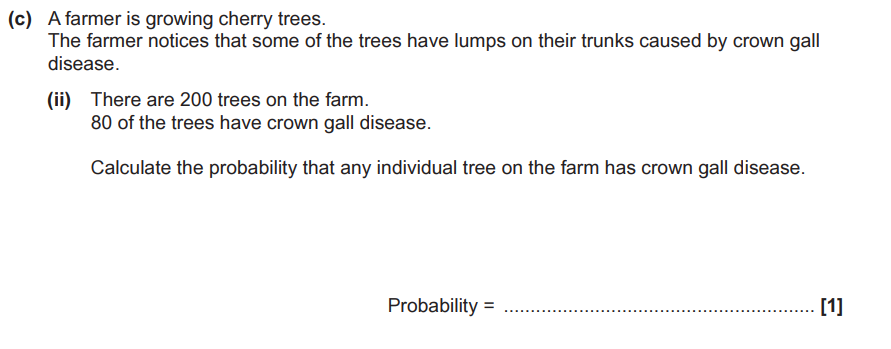 (c) A farmer is growing cherry trees.
The farmer notices that some of the trees have lumps on their trunks caused by crown gall
disease.
(ii) There are 200 trees on the farm.
80 of the trees have crown gall disease.
Calculate the probability that any individual tree on the farm has crown gall disease.
Probability = .......................................................... [1]